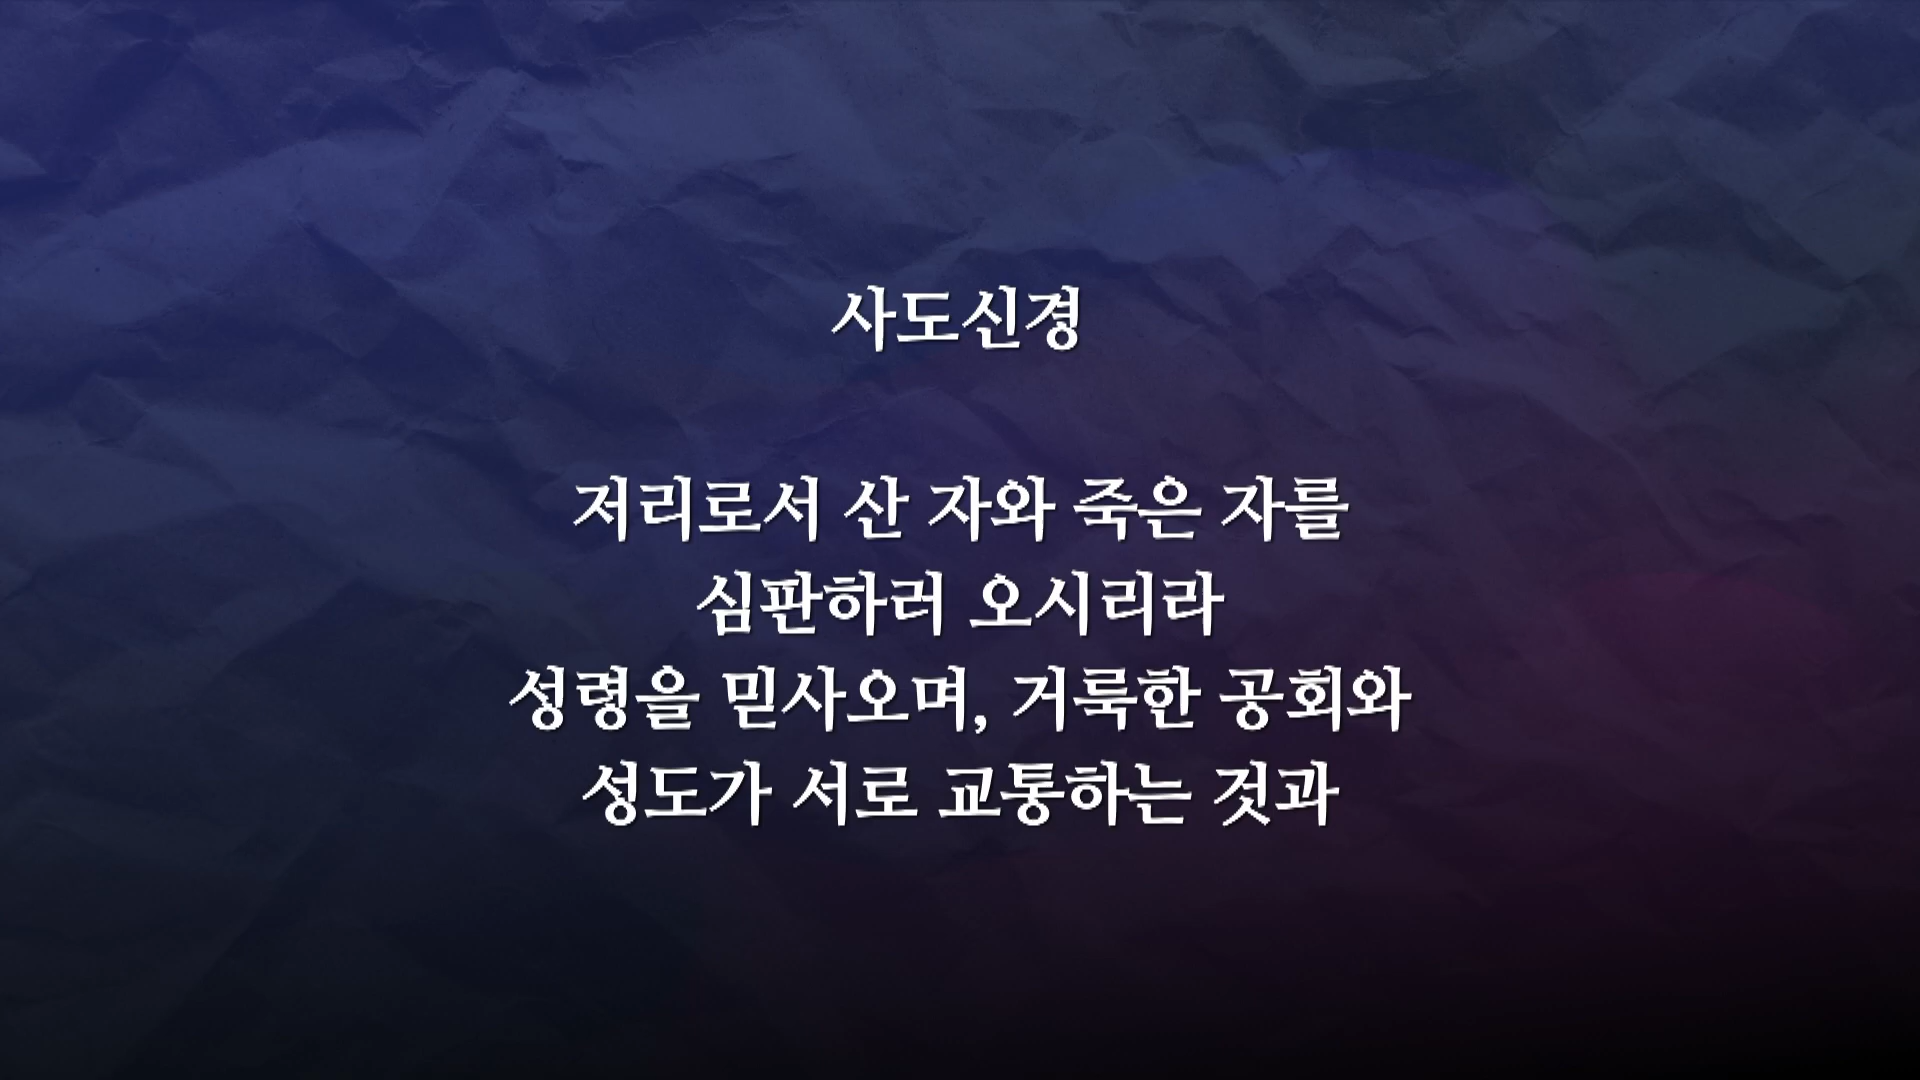 사도신경
저리로서 산 자와 죽은 자를
심판하러 오시리라
성령을 믿사오며, 거룩한 공회와
성도가 서로 교통하는 것과